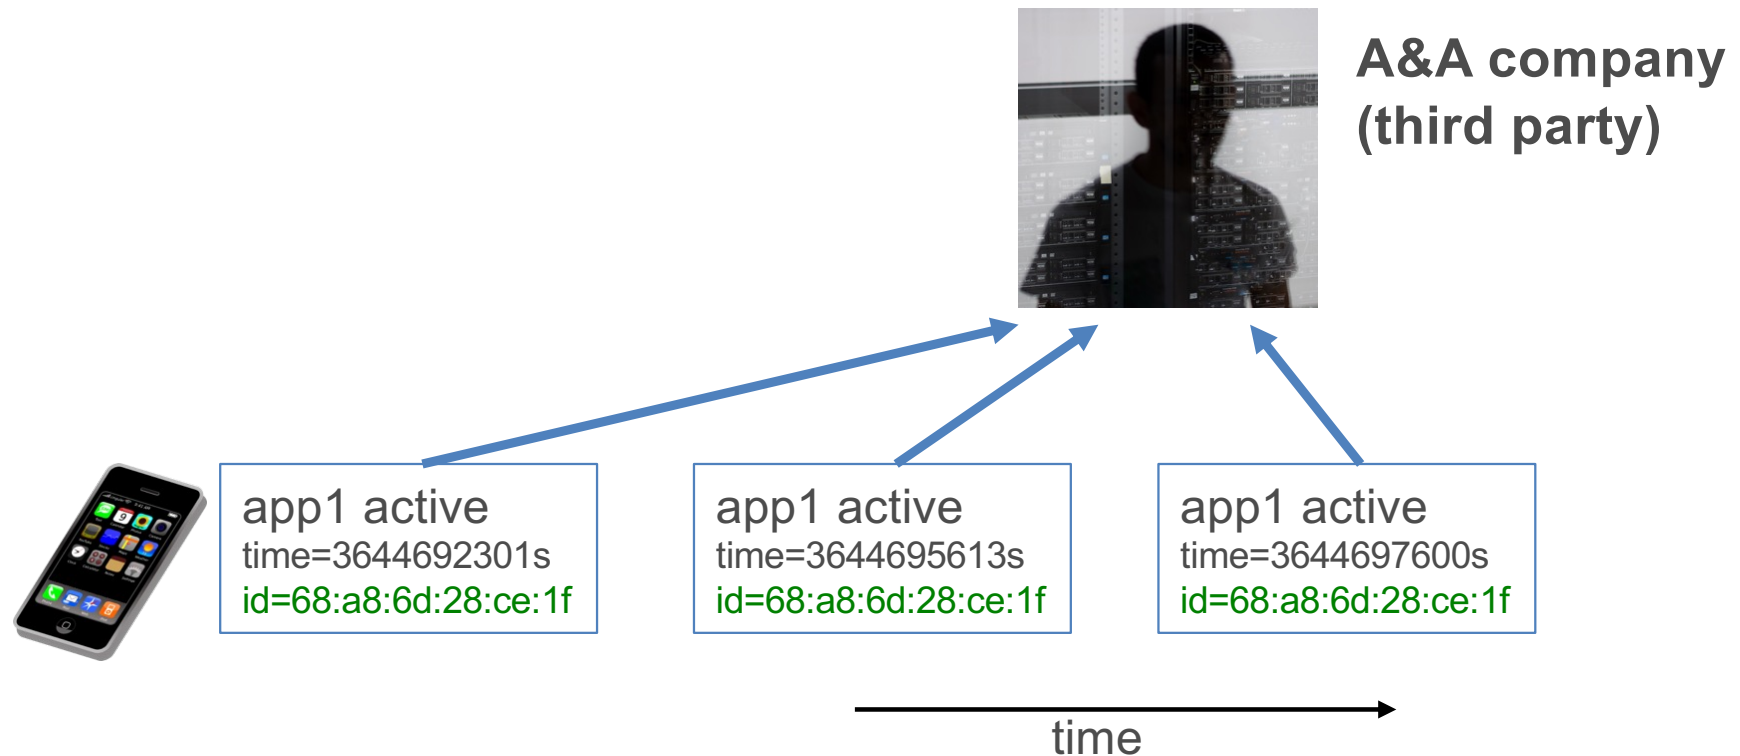 A&A company
(third party)
app1 active
time=3644692301s
id=68:a8:6d:28:ce:1f
app1 active
time=3644695613s
id=68:a8:6d:28:ce:1f
app1 active
time=3644697600s
id=68:a8:6d:28:ce:1f
time